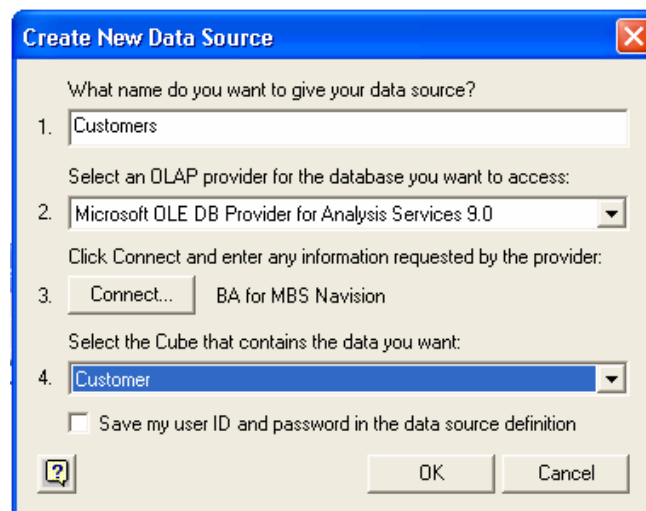 Create New Data Source
What name do you want to give your data source?
1. Customers
Select an OLAP provider for the database you want to access:
2. Microsoft OLE DB Provider for Analysis Services 9.0
Click Connect and enter any information requested by the provider:
3. Connect... BA for MBS Navision
Select the Cube that contains the data you want:
4. Customer
Save my user ID and password in the data source definition
? OK Cancel